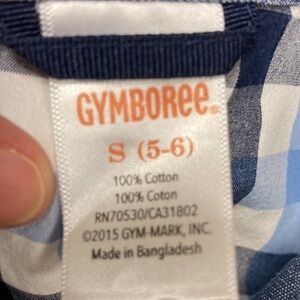 GYMBOREE®
S (5-6)
100% Cotton
100% Coton
RN70530/CA31802
©2015 GYM-MARK, INC.
Made in Bangladesh